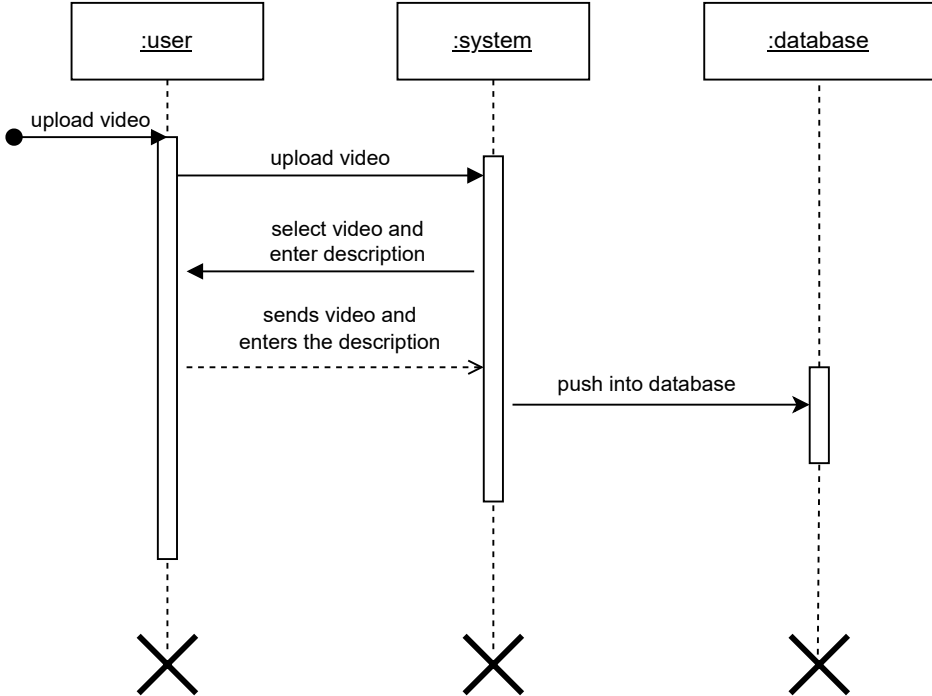 :user
:system
:database
upload video
upload video
select video and
enter description
sends video and
enters the description
push into database